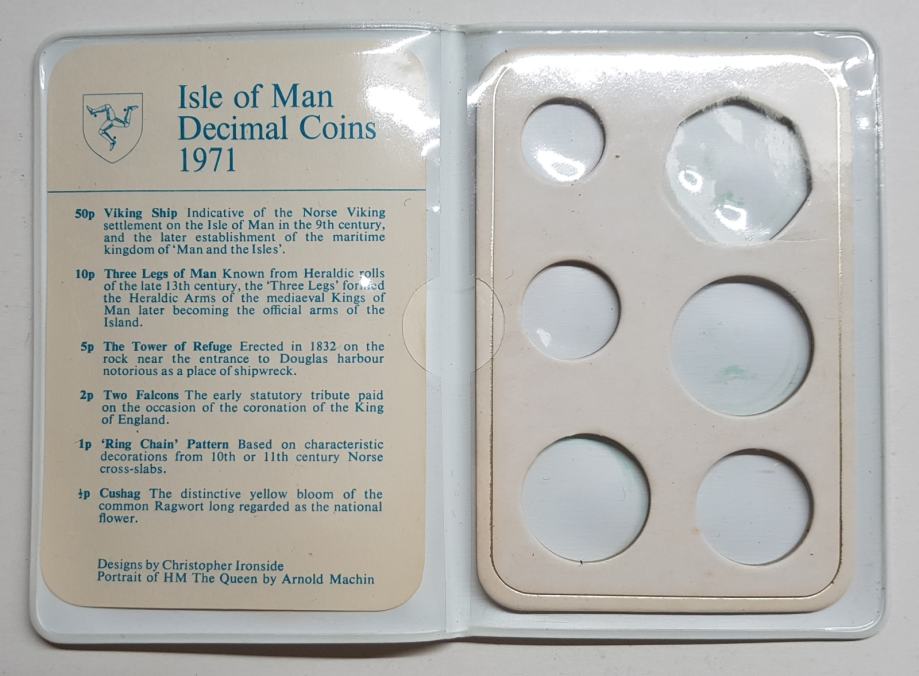 Isle of Man
Decimal Coins
1971
50p Viking Ship Indicative of the Norse Viking
settlement on the Isle of Man in the 9th century,
and the later establishment of the maritime
kingdom of 'Man and the Isles'.
10p Three Legs of Man Known from Heraldic rolls
of the late 13th century, the 'Three Legs' formed
the Heraldic Arms of the mediaeval Kings of
Man later becoming the official arms of the
Island.
5p The Tower of Refuge Erected in 1832 on the
rock near the entrance to Douglas harbour
notorious as a place of shipwreck.
2p Two Falcons The early statutory tribute paid
on the occasion of the coronation of the King
of England.
1p 'Ring Chain' Pattern Based on characteristic
decorations from 10th or 11th century Norse
cross-slabs.
½p Cushag The distinctive yellow bloom of the
common Ragwort long regarded as the national
flower.
Designs by Christopher Ironside
Portrait of HM The Queen by Arnold Machin